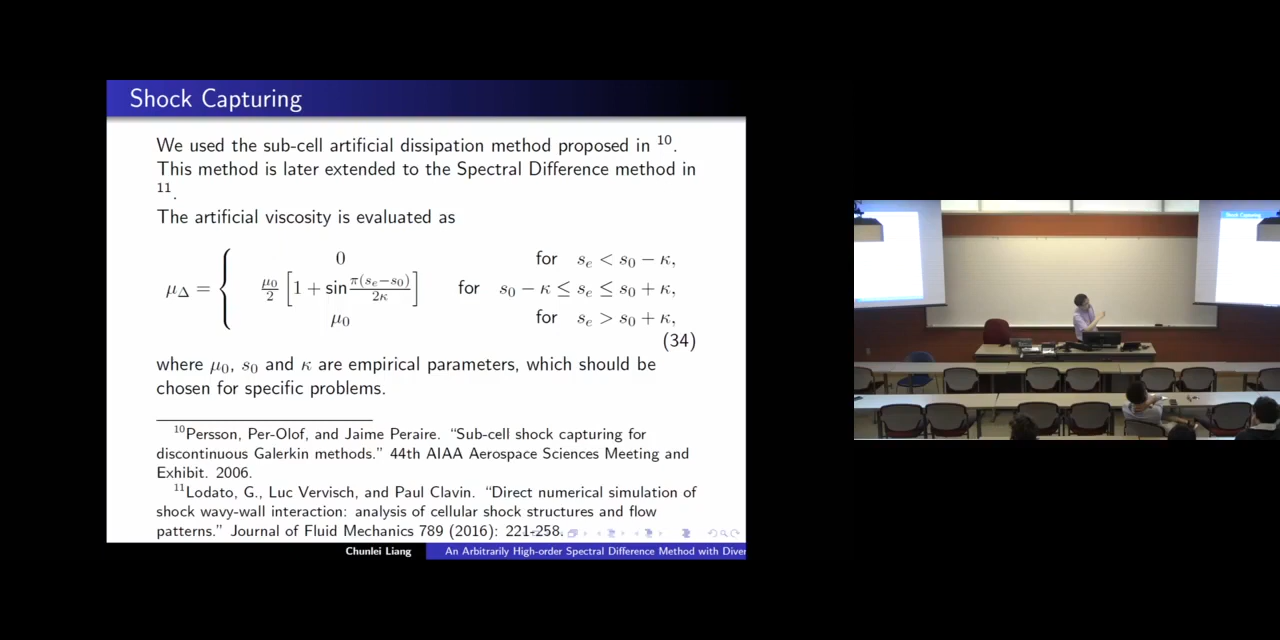 Shock Capturing
We used the sub-cell artificial dissipation method proposed in ¹⁰.
This method is later extended to the Spectral Difference method in
¹¹.
The artificial viscosity is evaluated as
μ_Δ = { 0 for s_e < s_0 − κ,
μ_0/2 [1 + sin π(s_e−s_0)/2κ] for s_0 − κ ≤ s_e ≤ s_0 + κ,
μ_0 for s_e > s_0 + κ,
(34)
where μ_0, s_0 and κ are empirical parameters, which should be
chosen for specific problems.
¹⁰Persson, Per-Olof, and Jaime Peraire. “Sub-cell shock capturing for
discontinuous Galerkin methods.” 44th AIAA Aerospace Sciences Meeting and
Exhibit. 2006.
¹¹Lodato, G., Luc Vervisch, and Paul Clavin. “Direct numerical simulation of
shock wavy-wall interaction: analysis of cellular shock structures and flow
patterns.” Journal of Fluid Mechanics 789 (2016): 221-258.
Chunlei Liang An Arbitrarily High-order Spectral Difference Method with Diver
Shock Capturing